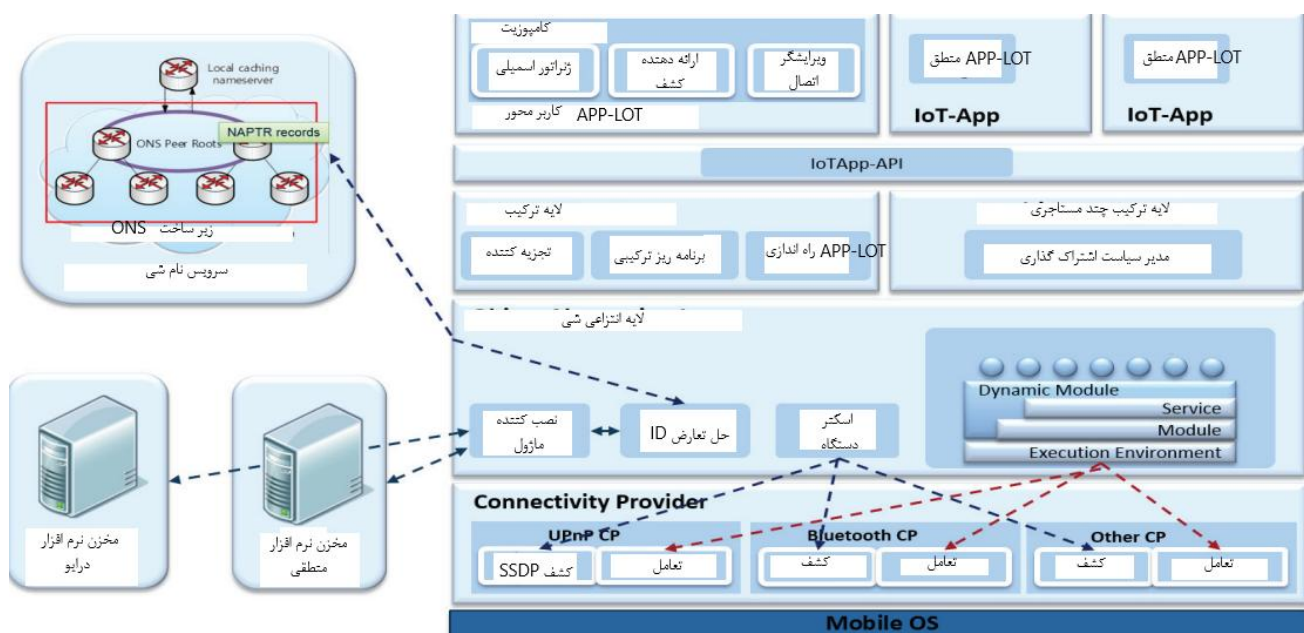 Local caching
nameserver
NAPTR records
ONS Peer Roots
زیر ساخت ONS
سرویس نام شی
مخزن نرم افزار
درایو
مخزن نرم افزار
منطقی
کامپوزیت
ژنراتور اسمبلی
ارائه دهنده
کشف
ویرایشگر
اتصال
APP-LOT کاربر محور
APP-LOT منطق
IoT-App
APP-LOT منطق
IoT-App
IoTApp-API
لایه ترکیب
تجزیه کننده
برنامه ریز ترکیبی
APP-LOT راه اندازی
لایه ترکیب چند مستاجری
مدیر سیاست اشتراک گذاری
لایه انتزاعی شی
نصب کننده
ماژول
حل تعارض ID
اسکنر
دستگاه
Dynamic Module
Service
Module
Execution Environment
Connectivity Provider
UPnP CP
کشف SSDP
تعامل
Bluetooth CP
کشف
تعامل
Other CP
کشف
تعامل
Mobile OS